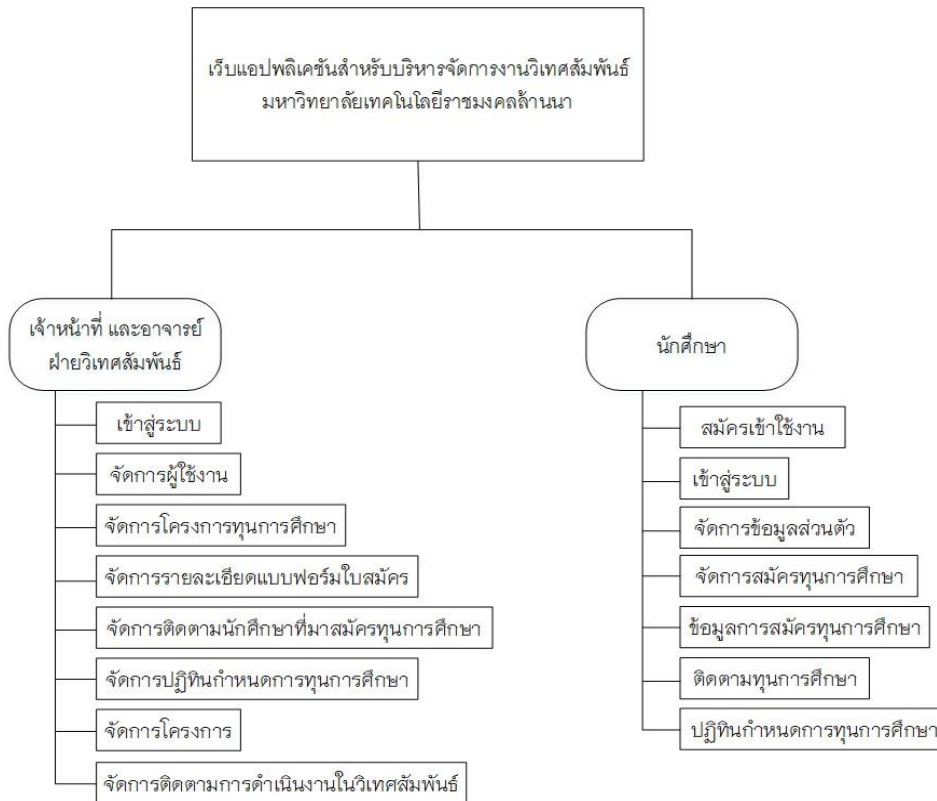 เว็บแอปพลิเคชันสำหรับบริหารจัดการงานวิเทศสัมพันธ์
มหาวิทยาลัยเทคโนโลยีราชมงคลล้านนา
เจ้าหน้าที่ และอาจารย์
ฝ่ายวิเทศสัมพันธ์
เข้าสู่ระบบ
จัดการผู้ใช้งาน
จัดการโครงการทุนการศึกษา
จัดการรายละเอียดแบบฟอร์มใบสมัคร
จัดการติดตามนักศึกษาที่มาสมัครทุนการศึกษา
จัดการปฏิทินกำหนดการทุนการศึกษา
จัดการโครงการ
จัดการติดตามการดำเนินงานในวิเทศสัมพันธ์
นักศึกษา
สมัครเข้าใช้งาน
เข้าสู่ระบบ
จัดการข้อมูลส่วนตัว
จัดการสมัครทุนการศึกษา
ข้อมูลการสมัครทุนการศึกษา
ติดตามทุนการศึกษา
ปฏิทินกำหนดการทุนการศึกษา